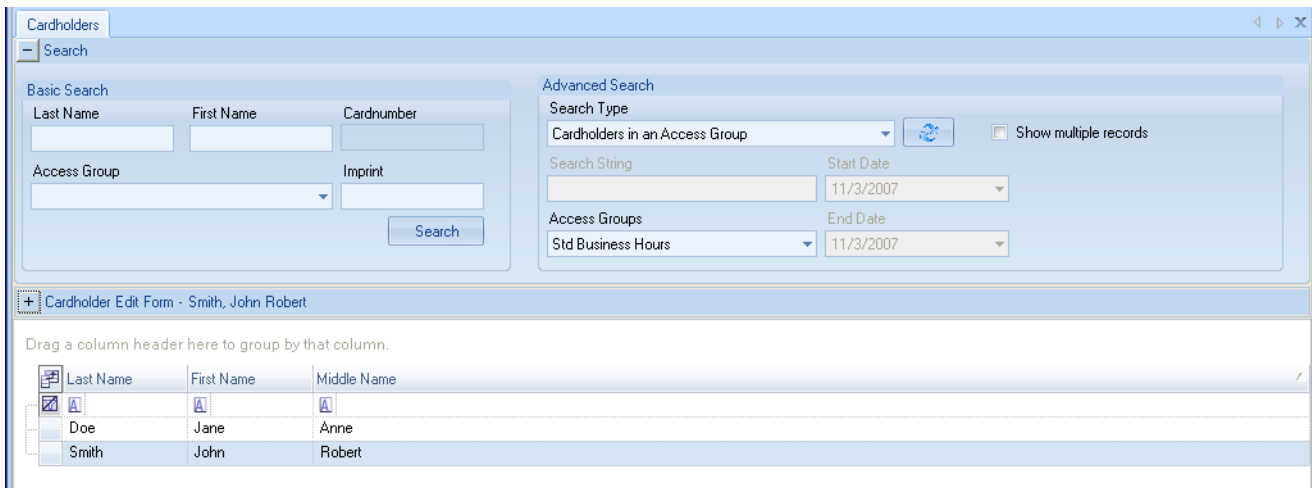 Cardholders
Search
Basic Search
Last Name First Name Cardnumber
Access Group Imprint
Search
Advanced Search
Search Type
Cardholders in an Access Group Show multiple records
Search String Start Date
11/3/2007
Access Groups End Date
Std Business Hours 11/3/2007
Cardholder Edit Form - Smith, John Robert
Drag a column header here to group by that column.
Last Name First Name Middle Name
A A A
Doe Jane Anne
Smith John Robert